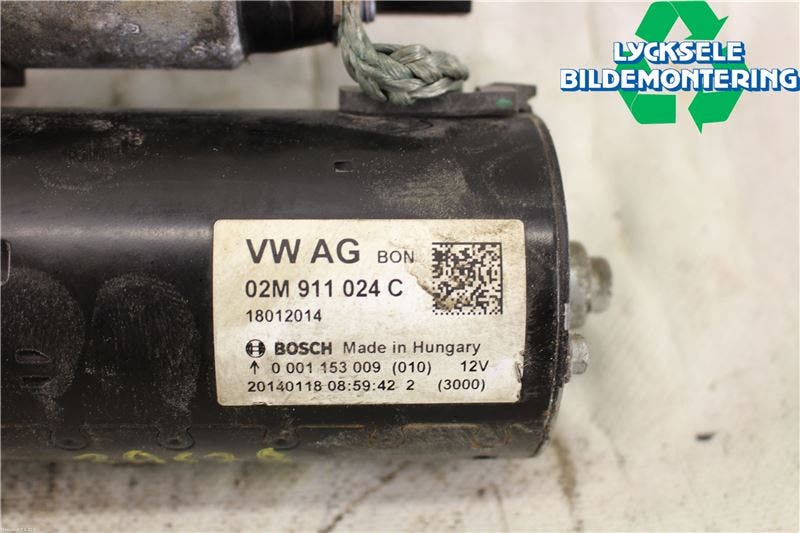 LYCKSELE
BILDEMONTERING
VW AG BON
02M 911 024 C
18012014
BOSCH Made in Hungary
↑ 0 001 153 009 (010) 12V
20140118 08:59:42 2 (3000)